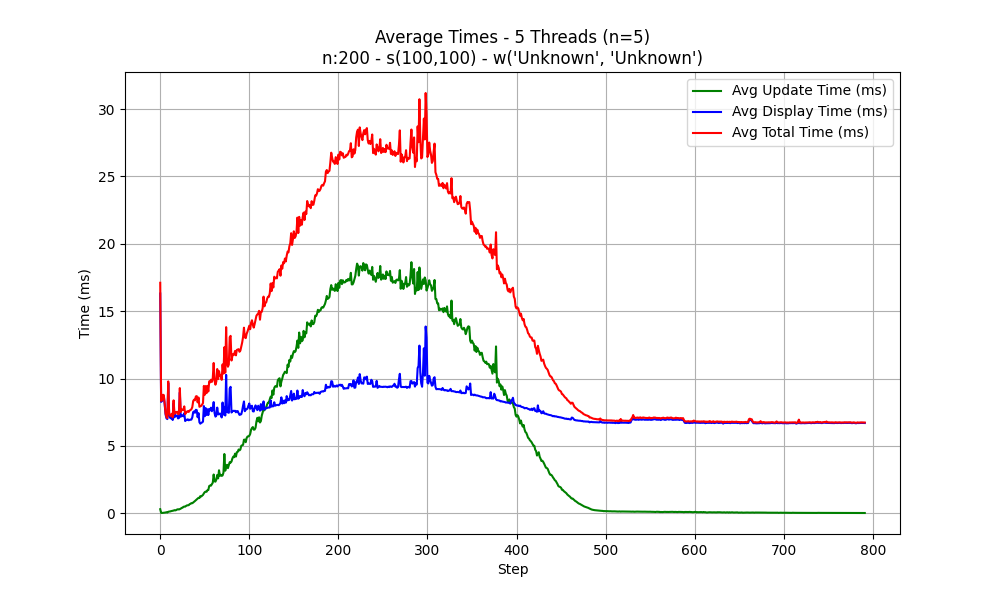 Average Times - 5 Threads (n=5)
n:200 - s(100,100) - w('Unknown', 'Unknown')
Avg Update Time (ms)
Avg Display Time (ms)
Avg Total Time (ms)
Time (ms)
30
25
20
15
10
5
0
0 100 200 300 400 500 600 700 800
Step